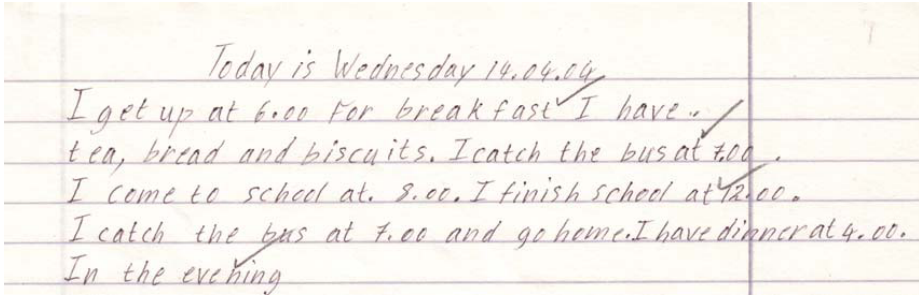 Today is Wednesday 14.04.04
I get up at 6.00 For breakfast I have..
tea, bread and biscuits. I catch the bus at 7.00.
I come to school at. 8.00. I finish school at 12.00.
I catch the bus at 7.00 and go home. I have dinner at 4.00.
In the evening